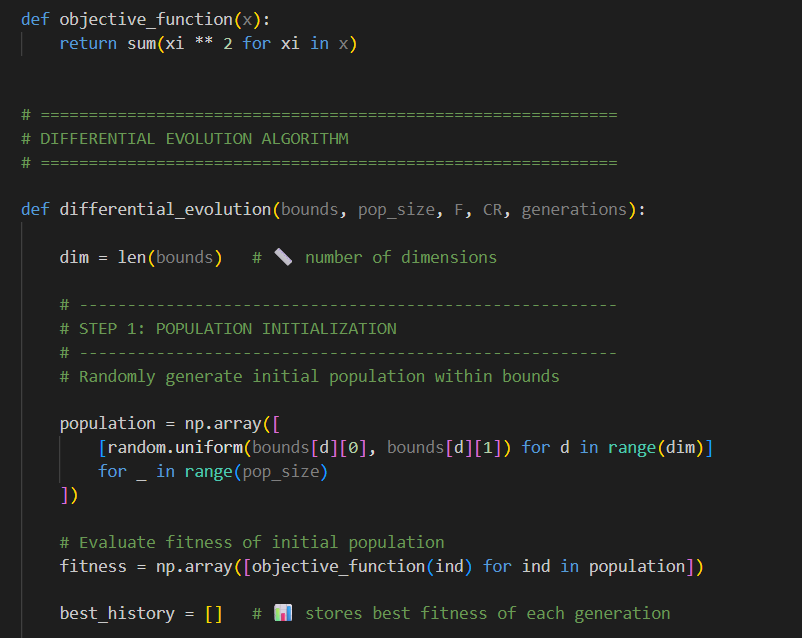 def objective_function(x):
    return sum(xi ** 2 for xi in x)
# ============================================================
# DIFFERENTIAL EVOLUTION ALGORITHM
# ============================================================
def differential_evolution(bounds, pop_size, F, CR, generations):
    dim = len(bounds)   # 📏 number of dimensions
    # --------------------------------------------------------
    # STEP 1: POPULATION INITIALIZATION
    # --------------------------------------------------------
    # Randomly generate initial population within bounds
    population = np.array([
        [random.uniform(bounds[d][0], bounds[d][1]) for d in range(dim)]
        for _ in range(pop_size)
    ])
    # Evaluate fitness of initial population
    fitness = np.array([objective_function(ind) for ind in population])
    best_history = []   # 📊 stores best fitness of each generation